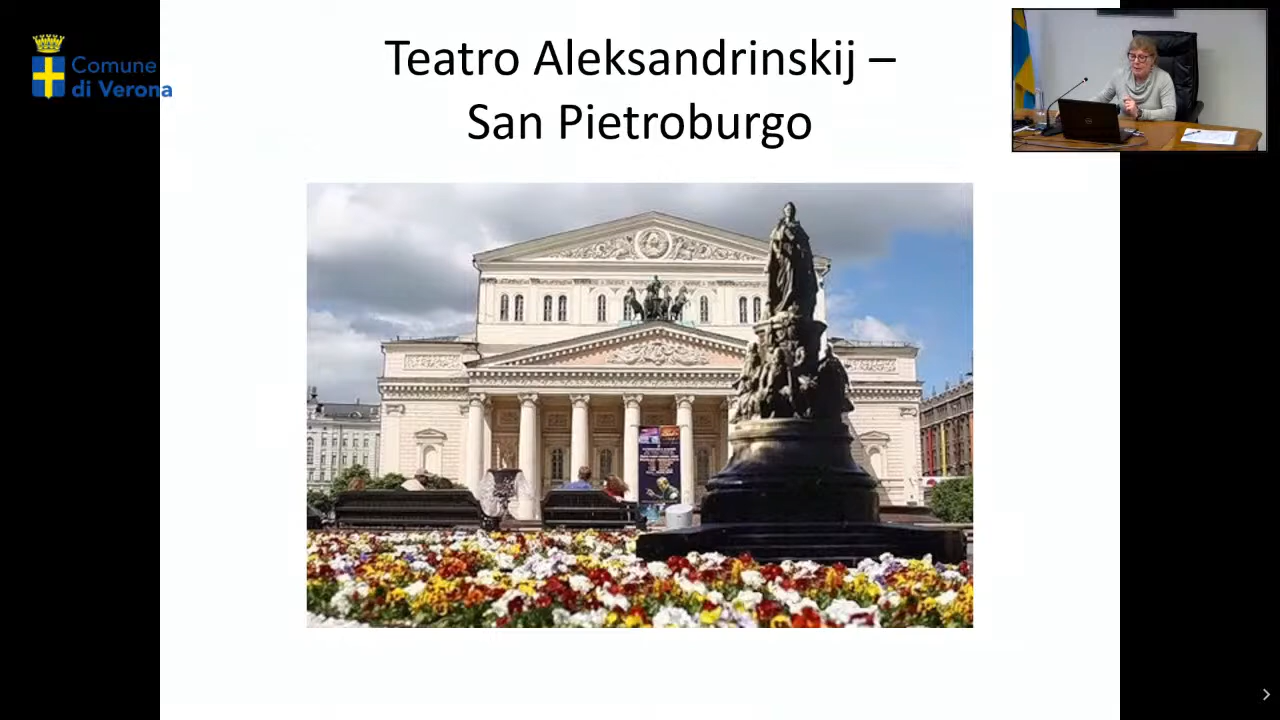 Comune
di Verona
Teatro Aleksandrinskij –
San Pietroburgo